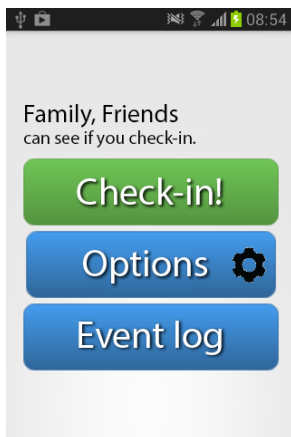 08:54
Family, Friends
can see if you check-in.
Check-in!
Options
Event log